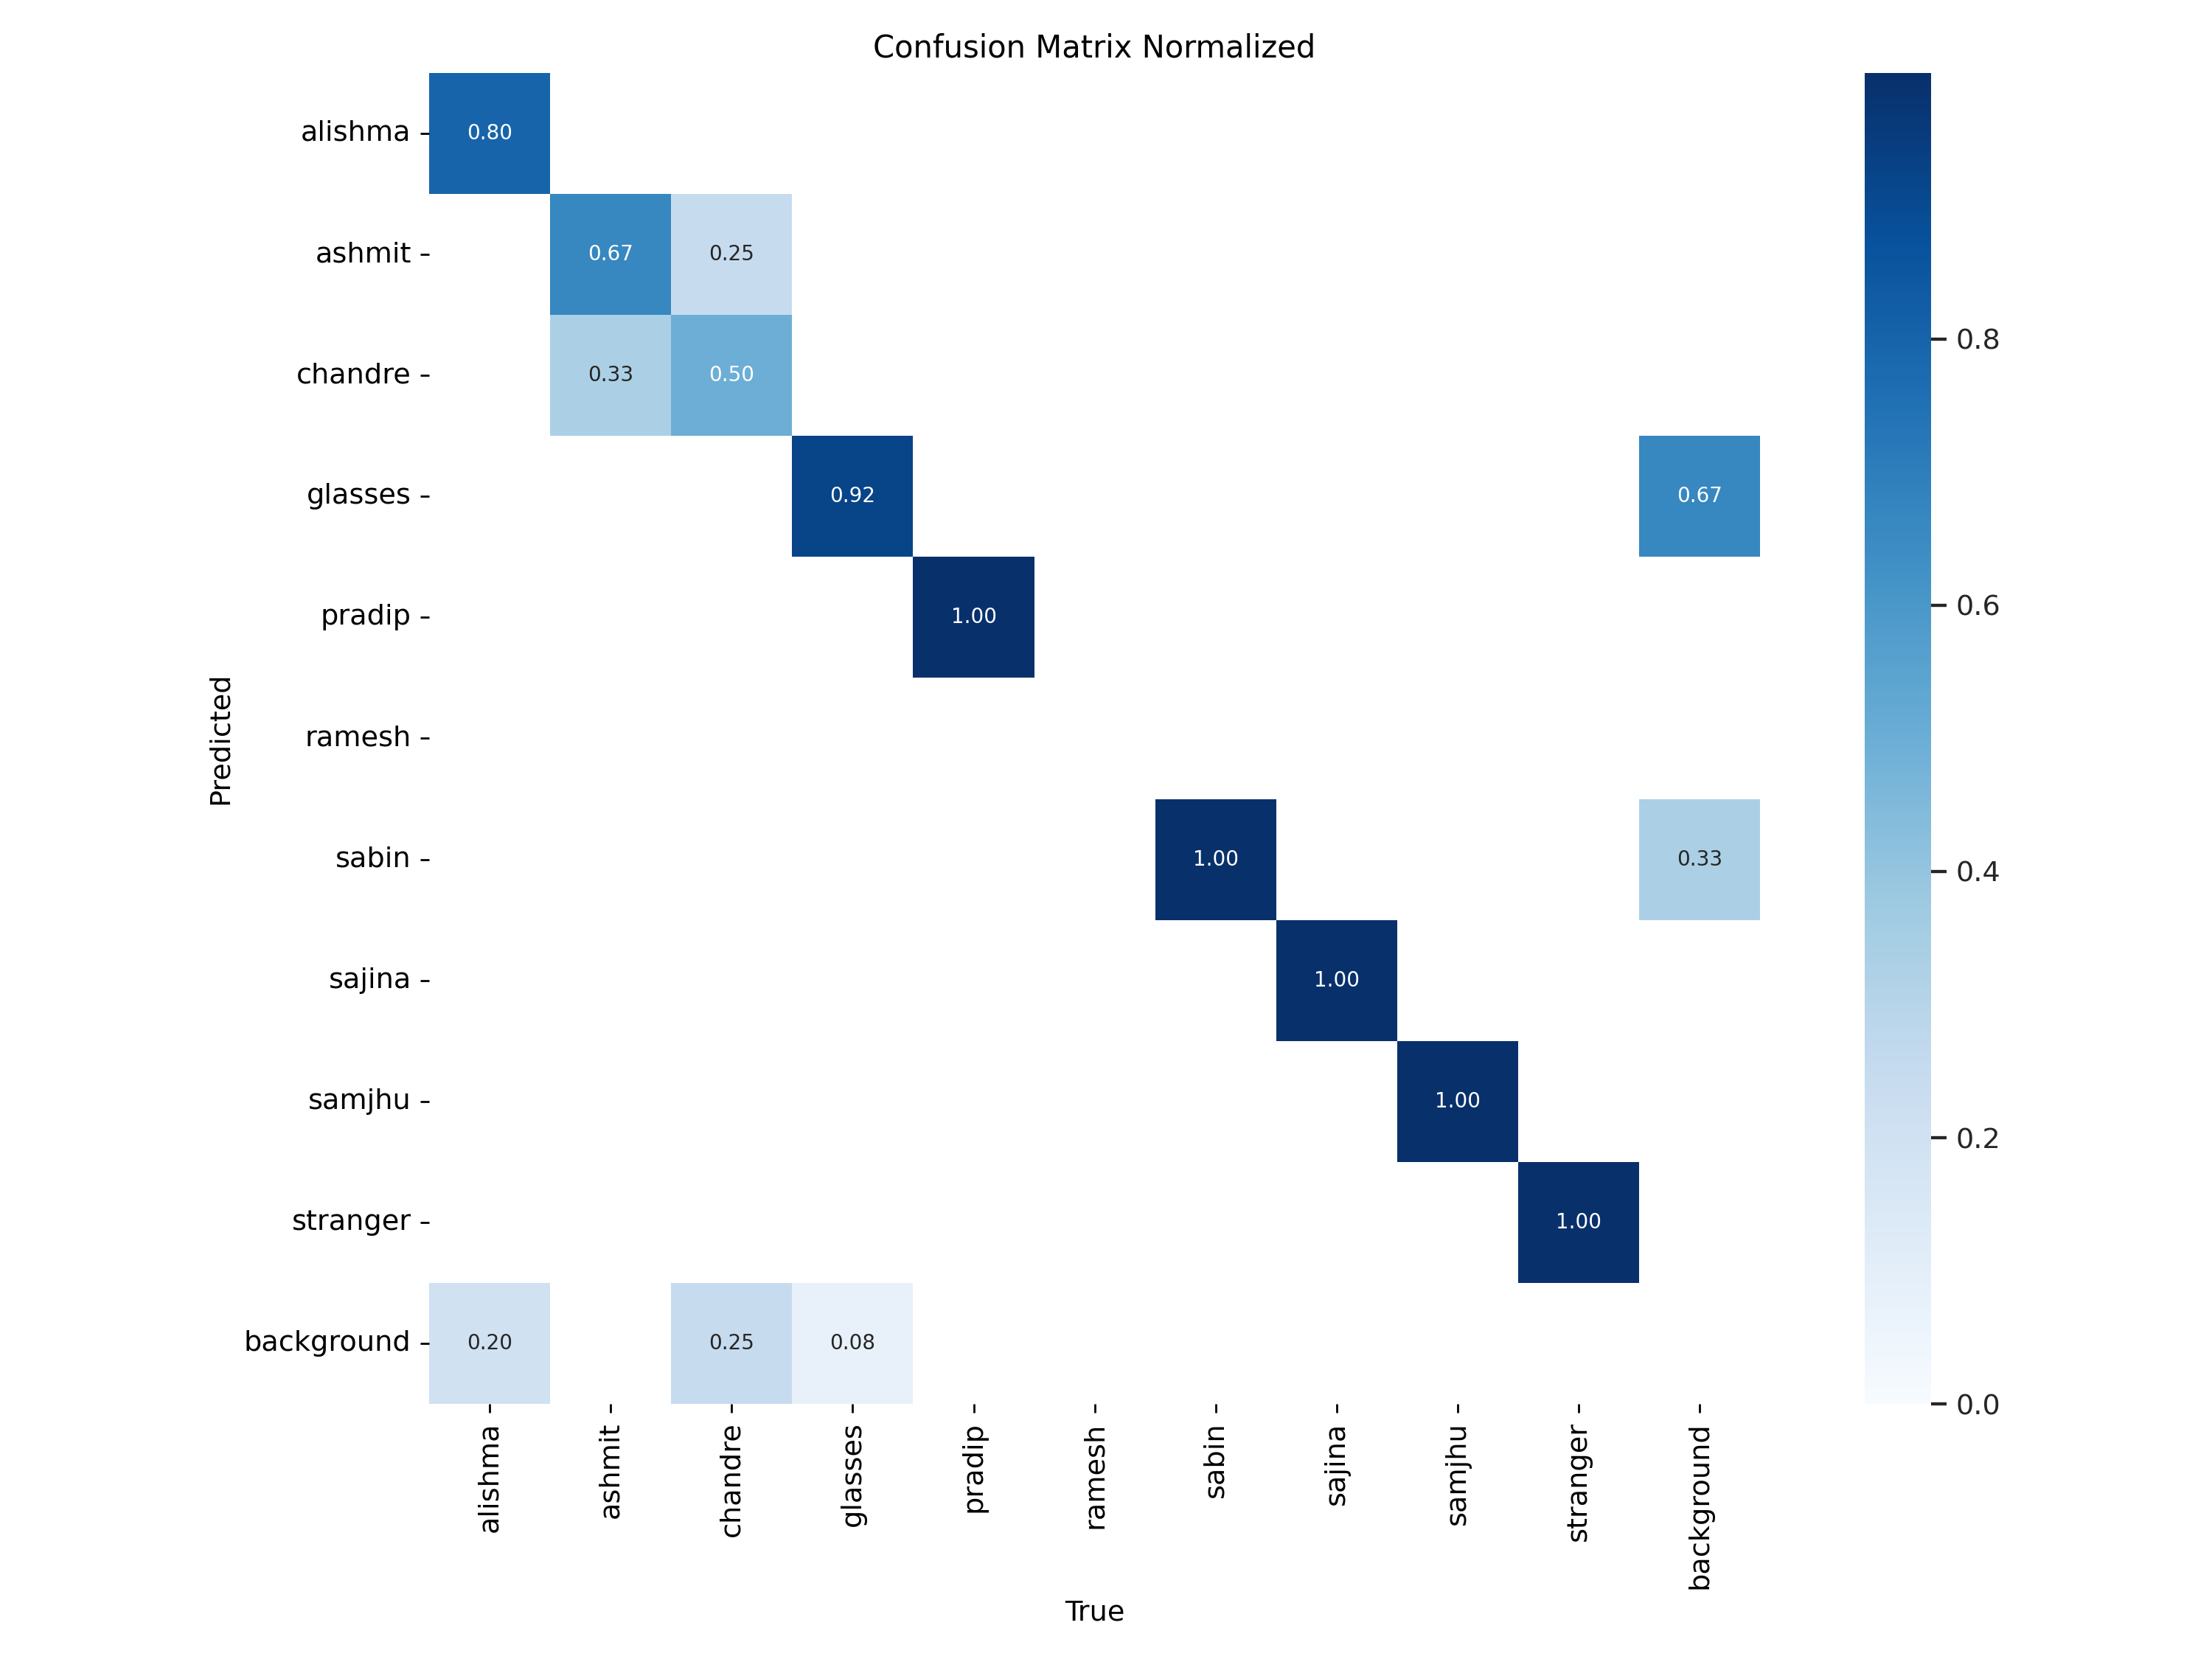 Confusion Matrix Normalized
alishma
0.80
ashmit
0.67 0.25
chandre
0.33 0.50
glasses
0.92 0.67
pradip
1.00
ramesh
sabin
1.00 0.33
sajina
1.00
samjhu
1.00
stranger
1.00
background
0.20 0.25 0.08
Predicted
alishma ashmit chandre glasses pradip ramesh sabin sajina samjhu stranger background
True
0.8
0.6
0.4
0.2
0.0